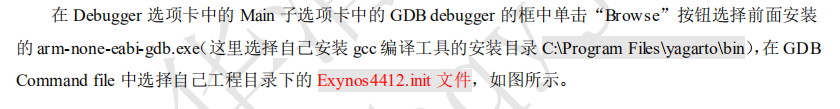 在 Debugger 选项卡中的 Main 子选项卡中的 GDB debugger 的框中单击“Browse”按钮选择前面安装
的 arm-none-eabi-gdb.exe（这里选择自己安装 gcc 编译工具的安装目录 C:\Program Files\yagarto\bin），在 GDB
Command file 中选择自己工程目录下的 Exynos4412.init 文件，如图所示。